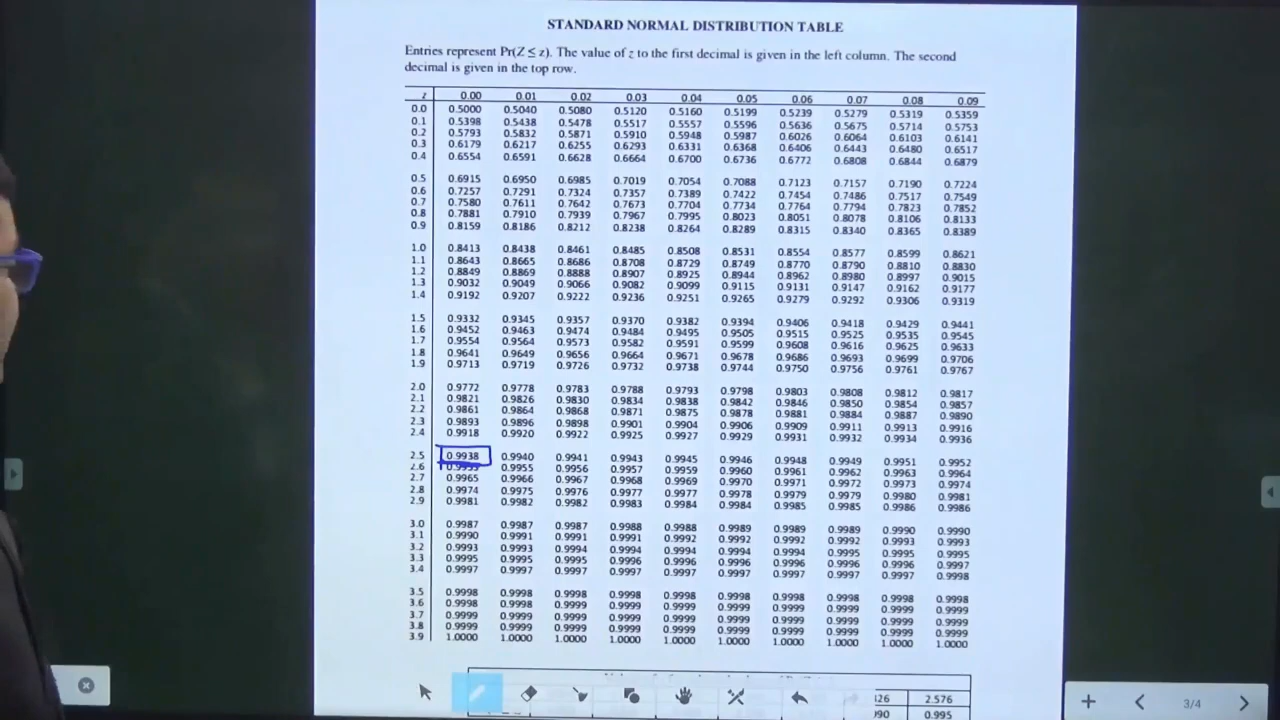 STANDARD NORMAL DISTRIBUTION TABLE
Entries represent Pr(Z ≤ z). The value of z to the first decimal is given in the left column. The second
decimal is given in the top row.
z 0.00 0.01 0.02 0.03 0.04 0.05 0.06 0.07 0.08 0.09
0.0 0.5000 0.5040 0.5080 0.5120 0.5160 0.5199 0.5239 0.5279 0.5319 0.5359
0.1 0.5398 0.5438 0.5478 0.5517 0.5557 0.5596 0.5636 0.5675 0.5714 0.5753
0.2 0.5793 0.5832 0.5871 0.5910 0.5948 0.5987 0.6026 0.6064 0.6103 0.6141
0.3 0.6179 0.6217 0.6255 0.6293 0.6331 0.6368 0.6406 0.6443 0.6480 0.6517
0.4 0.6554 0.6591 0.6628 0.6664 0.6700 0.6736 0.6772 0.6808 0.6844 0.6879
0.5 0.6915 0.6950 0.6985 0.7019 0.7054 0.7088 0.7123 0.7157 0.7190 0.7224
0.6 0.7257 0.7291 0.7324 0.7357 0.7389 0.7422 0.7454 0.7486 0.7517 0.7549
0.7 0.7580 0.7611 0.7642 0.7673 0.7704 0.7734 0.7764 0.7794 0.7823 0.7852
0.8 0.7881 0.7910 0.7939 0.7967 0.7995 0.8023 0.8051 0.8078 0.8106 0.8133
0.9 0.8159 0.8186 0.8212 0.8238 0.8264 0.8289 0.8315 0.8340 0.8365 0.8389
1.0 0.8413 0.8438 0.8461 0.8485 0.8508 0.8531 0.8554 0.8577 0.8599 0.8621
1.1 0.8643 0.8665 0.8686 0.8708 0.8729 0.8749 0.8770 0.8790 0.8810 0.8830
1.2 0.8849 0.8869 0.8888 0.8907 0.8925 0.8944 0.8962 0.8980 0.8997 0.9015
1.3 0.9032 0.9049 0.9066 0.9082 0.9099 0.9115 0.9131 0.9147 0.9162 0.9177
1.4 0.9192 0.9207 0.9222 0.9236 0.9251 0.9265 0.9279 0.9292 0.9306 0.9319
1.5 0.9332 0.9345 0.9357 0.9370 0.9382 0.9394 0.9406 0.9418 0.9429 0.9441
1.6 0.9452 0.9463 0.9474 0.9484 0.9495 0.9505 0.9515 0.9525 0.9535 0.9545
1.7 0.9554 0.9564 0.9573 0.9582 0.9591 0.9599 0.9608 0.9616 0.9625 0.9633
1.8 0.9641 0.9649 0.9656 0.9664 0.9671 0.9678 0.9686 0.9693 0.9699 0.9706
1.9 0.9713 0.9719 0.9726 0.9732 0.9738 0.9744 0.9750 0.9756 0.9761 0.9767
2.0 0.9772 0.9778 0.9783 0.9788 0.9793 0.9798 0.9803 0.9808 0.9812 0.9817
2.1 0.9821 0.9826 0.9830 0.9834 0.9838 0.9842 0.9846 0.9850 0.9854 0.9857
2.2 0.9861 0.9864 0.9868 0.9871 0.9875 0.9878 0.9881 0.9884 0.9887 0.9890
2.3 0.9893 0.9896 0.9898 0.9901 0.9904 0.9906 0.9909 0.9911 0.9913 0.9916
2.4 0.9918 0.9920 0.9922 0.9925 0.9927 0.9929 0.9931 0.9932 0.9934 0.9936
2.5 0.9938 0.9940 0.9941 0.9943 0.9945 0.9946 0.9948 0.9949 0.9951 0.9952
2.6 0.9955 0.9956 0.9957 0.9959 0.9960 0.9961 0.9962 0.9963 0.9964
2.7 0.9965 0.9966 0.9967 0.9968 0.9969 0.9970 0.9971 0.9972 0.9973 0.9974
2.8 0.9974 0.9975 0.9976 0.9977 0.9977 0.9978 0.9979 0.9979 0.9980 0.9981
2.9 0.9981 0.9982 0.9982 0.9983 0.9984 0.9984 0.9985 0.9985 0.9986 0.9986
3.0 0.9987 0.9987 0.9987 0.9988 0.9988 0.9989 0.9989 0.9989 0.9990 0.9990
3.1 0.9990 0.9991 0.9991 0.9991 0.9992 0.9992 0.9992 0.9992 0.9993 0.9993
3.2 0.9993 0.9993 0.9994 0.9994 0.9994 0.9994 0.9994 0.9995 0.9995 0.9995
3.3 0.9995 0.9995 0.9995 0.9996 0.9996 0.9996 0.9996 0.9996 0.9996 0.9997
3.4 0.9997 0.9997 0.9997 0.9997 0.9997 0.9997 0.9997 0.9997 0.9997 0.9998
3.5 0.9998 0.9998 0.9998 0.9998 0.9998 0.9998 0.9998 0.9998 0.9998 0.9998
3.6 0.9998 0.9998 0.9999 0.9999 0.9999 0.9999 0.9999 0.9999 0.9999 0.9999
3.7 0.9999 0.9999 0.9999 0.9999 0.9999 0.9999 0.9999 0.9999 0.9999 0.9999
3.8 0.9999 0.9999 0.9999 0.9999 0.9999 0.9999 0.9999 0.9999 0.9999 0.9999
3.9 1.0000 1.0000 1.0000 1.0000 1.0000 1.0000 1.0000 1.0000 1.0000 1.0000
2.576
0.995
3/4